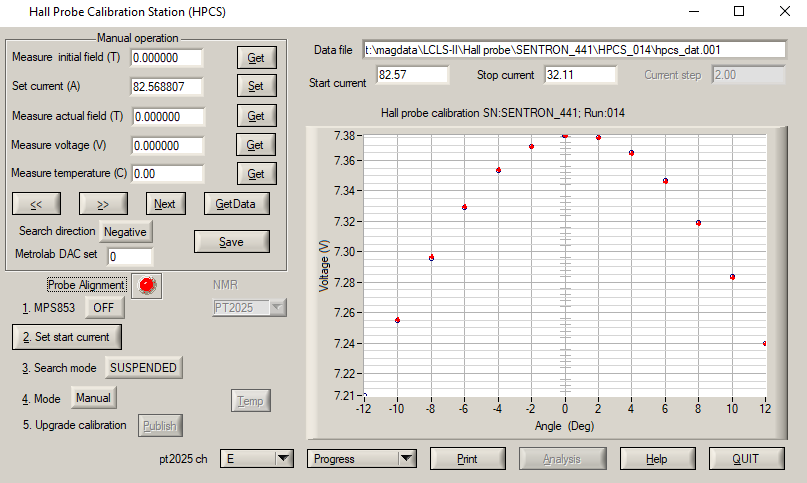 Hall Probe Calibration Station (HPCS)
Manual operation
Measure initial field (T) 0.000000 Get
Set current (A) 82.568807 Set
Measure actual field (T) 0.000000 Get
Measure voltage (V) 0.000000 Get
Measure temperature (C) 0.00 Get
<< >> Next GetData
Search direction Negative Save
Metrolab DAC set 0
Probe Alignment NMR
1. MPS853 OFF PT2025
2. Set start current
3. Search mode SUSPENDED
4. Mode Manual Temp
5. Upgrade calibration Publish
Data file t:\magdata\LCLS-II\Hall probe\SENTRON_441\HPCS_014\hpcs_dat.001
Start current 82.57 Stop current 32.11 Current step 2.00
Hall probe calibration SN:SENTRON_441; Run:014
Voltage (V)
7.38
7.36
7.34
7.32
7.30
7.28
7.26
7.24
7.22
7.21
-12 -10 -8 -6 -4 -2 0 2 4 6 8 10 12
Angle (Deg)
pt2025 ch E Progress Print Analysis Help QUIT